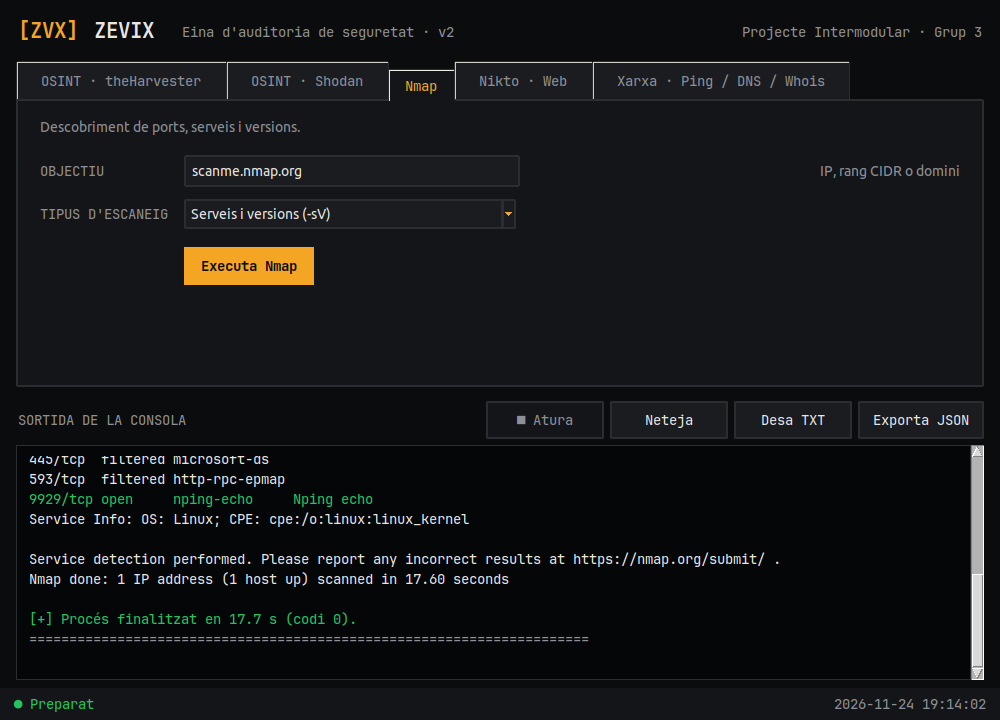 [ZVX] ZEVIX Eina d'auditoria de seguretat · v2 Projecte Intermodular · Grup 3
OSINT · theHarvester OSINT · Shodan Nmap Nikto · Web Xarxa · Ping / DNS / Whois
Descobriment de ports, serveis i versions.
OBJECTIU scanme.nmap.org IP, rang CIDR o domini
TIPUS D'ESCANEIG Serveis i versions (-sV)
Executa Nmap
SORTIDA DE LA CONSOLA ■ Atura Neteja Desa TXT Exporta JSON
445/tcp filtered microsoft-ds
593/tcp filtered http-rpc-epmap
9929/tcp open nping-echo Nping echo
Service Info: OS: Linux; CPE: cpe:/o:linux:linux_kernel
Service detection performed. Please report any incorrect results at https://nmap.org/submit/ .
Nmap done: 1 IP address (1 host up) scanned in 17.60 seconds
[+] Procés finalitzat en 17.7 s (codi 0).
======================================================================
● Preparat 2026-11-24 19:14:02